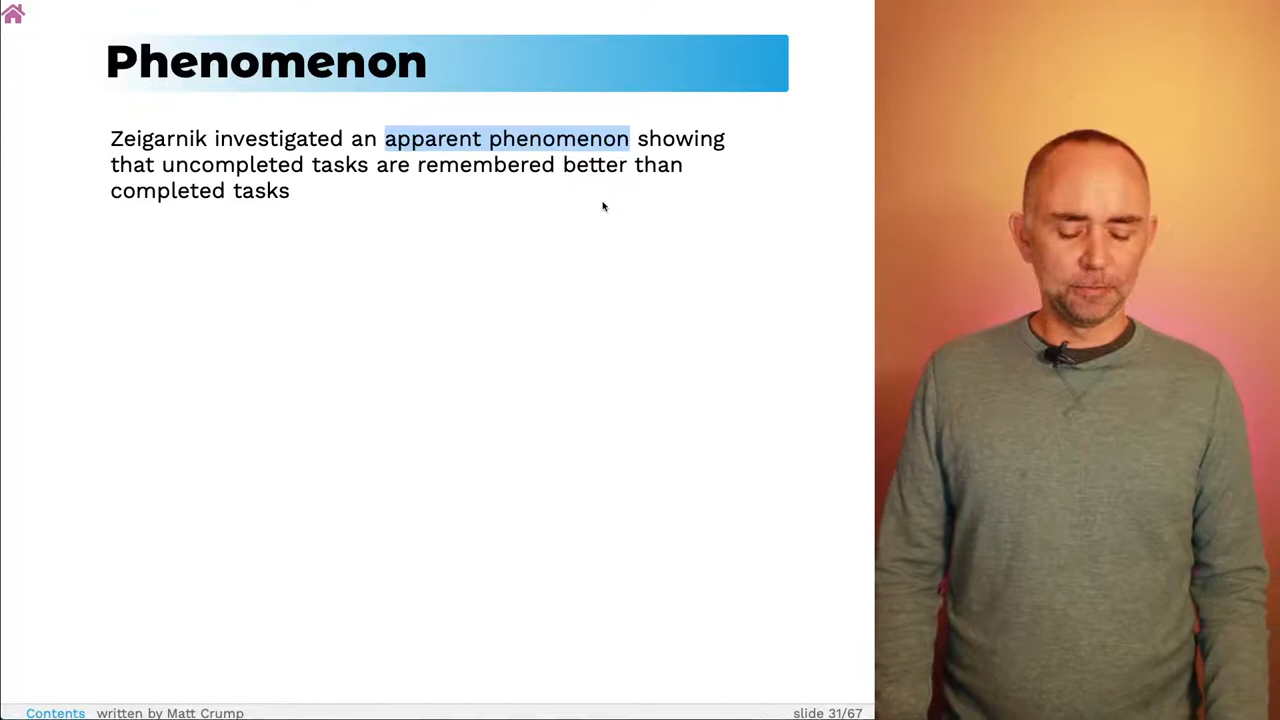 Phenomenon
Zeigarnik investigated an apparent phenomenon showing
that uncompleted tasks are remembered better than
completed tasks
Contents written by Matt Crump slide 31/67